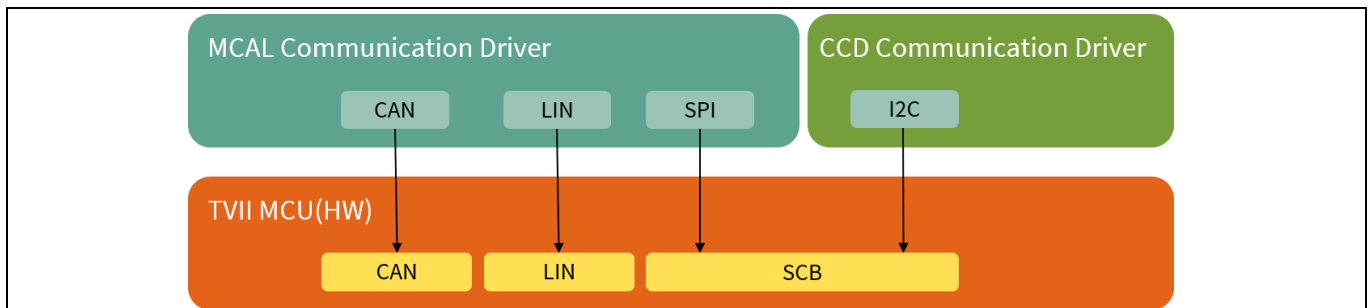 MCAL Communication Driver
CCD Communication Driver
CAN
LIN
SPI
I2C
TVII MCU(HW)
CAN
LIN
SCB